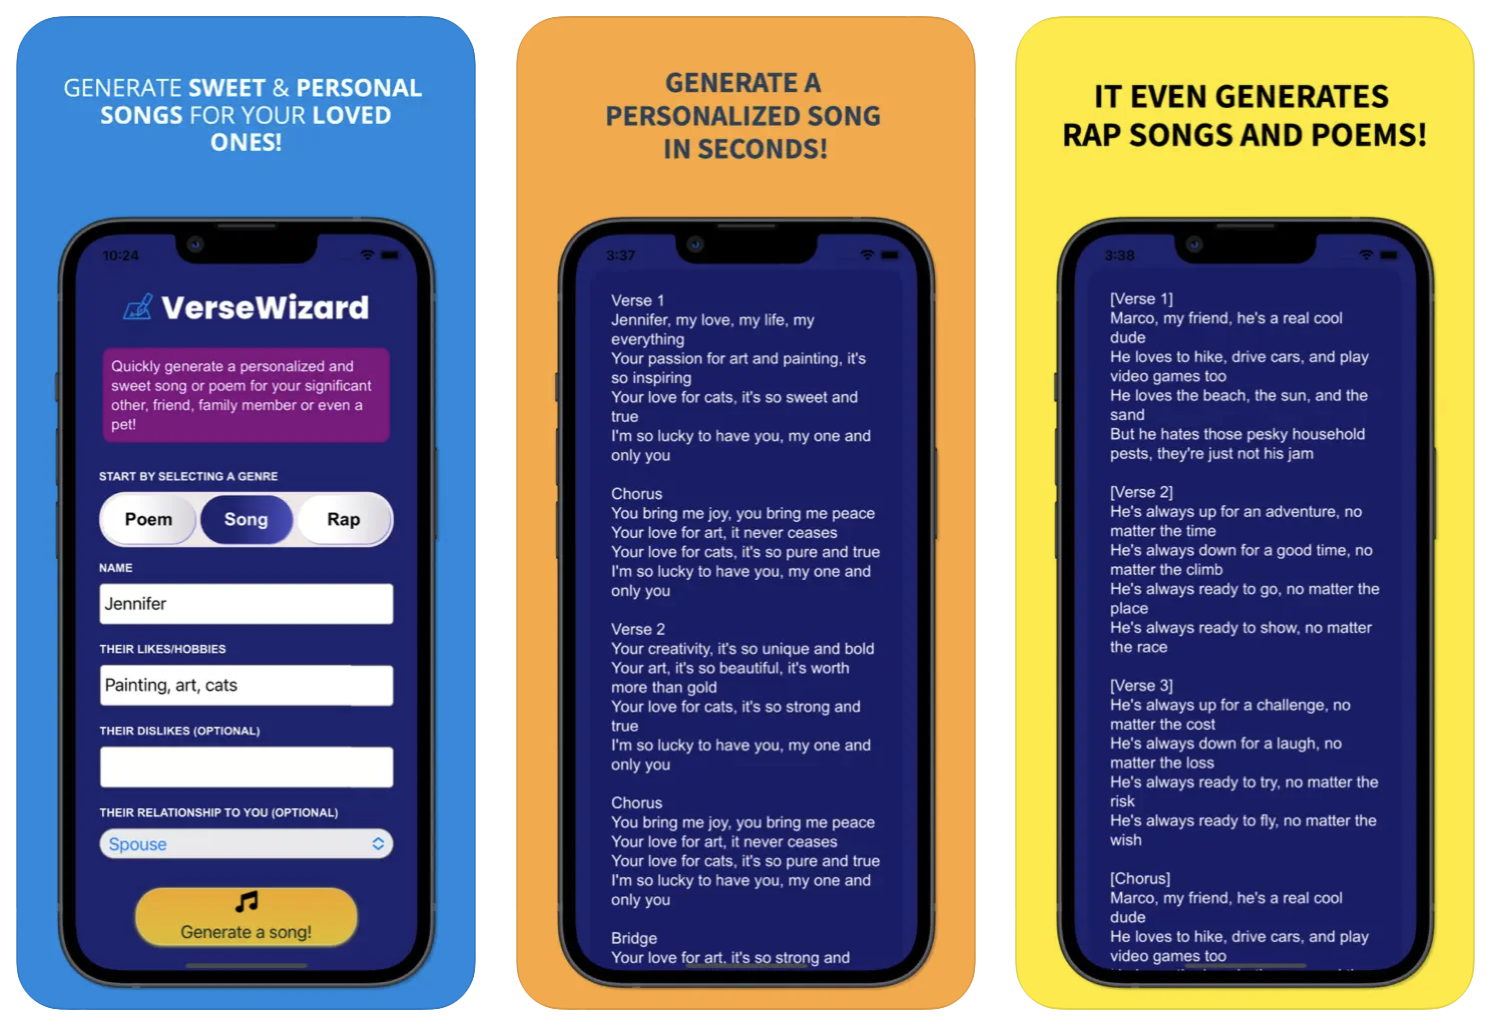 GENERATE SWEET & PERSONAL
SONGS FOR YOUR LOVED
ONES!
10:24
VerseWizard
Quickly generate a personalized and
sweet song or poem for your significant
other, friend, family member or even a
pet!
START BY SELECTING A GENRE
Poem Song Rap
NAME
Jennifer
THEIR LIKES/HOBBIES
Painting, art, cats
THEIR DISLIKES (OPTIONAL)
THEIR RELATIONSHIP TO YOU (OPTIONAL)
Spouse
Generate a song!
GENERATE A
PERSONALIZED SONG
IN SECONDS!
3:37
Verse 1
Jennifer, my love, my life, my
everything
Your passion for art and painting, it's
so inspiring
Your love for cats, it's so sweet and
true
I'm so lucky to have you, my one and
only you
Chorus
You bring me joy, you bring me peace
Your love for art, it never ceases
Your love for cats, it's so pure and true
I'm so lucky to have you, my one and
only you
Verse 2
Your creativity, it's so unique and bold
Your art, it's so beautiful, it's worth
more than gold
Your love for cats, it's so strong and
true
I'm so lucky to have you, my one and
only you
Chorus
You bring me joy, you bring me peace
Your love for art, it never ceases
Your love for cats, it's so pure and true
I'm so lucky to have you, my one and
only you
Bridge
Your love for art, it's so strong and
IT EVEN GENERATES
RAP SONGS AND POEMS!
3:38
[Verse 1]
Marco, my friend, he's a real cool
dude
He loves to hike, drive cars, and play
video games too
He loves the beach, the sun, and the
sand
But he hates those pesky household
pests, they're just not his jam
[Verse 2]
He's always up for an adventure, no
matter the time
He's always down for a good time, no
matter the climb
He's always ready to go, no matter the
place
He's always ready to show, no matter
the race
[Verse 3]
He's always up for a challenge, no
matter the cost
He's always down for a laugh, no
matter the loss
He's always ready to try, no matter the
risk
He's always ready to fly, no matter the
wish
[Chorus]
Marco, my friend, he's a real cool
dude
He loves to hike, drive cars, and play
video games too